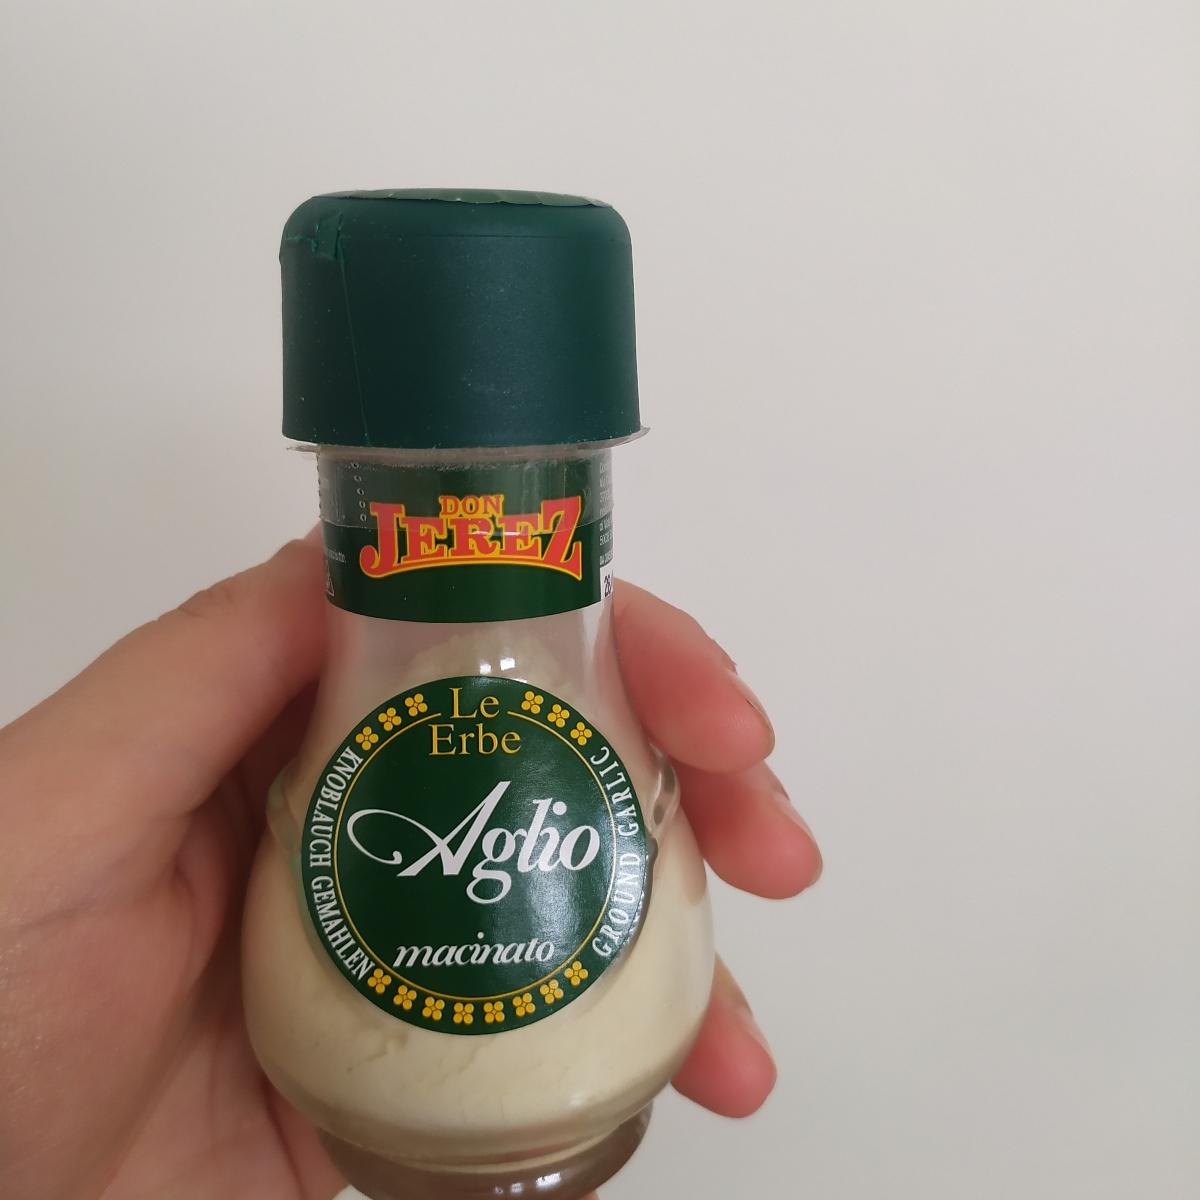 DON
JEREZ
Le
Erbe
Aglio
macinato
KNOBLAUCH GEMAHLEN
GROUND GARLIC